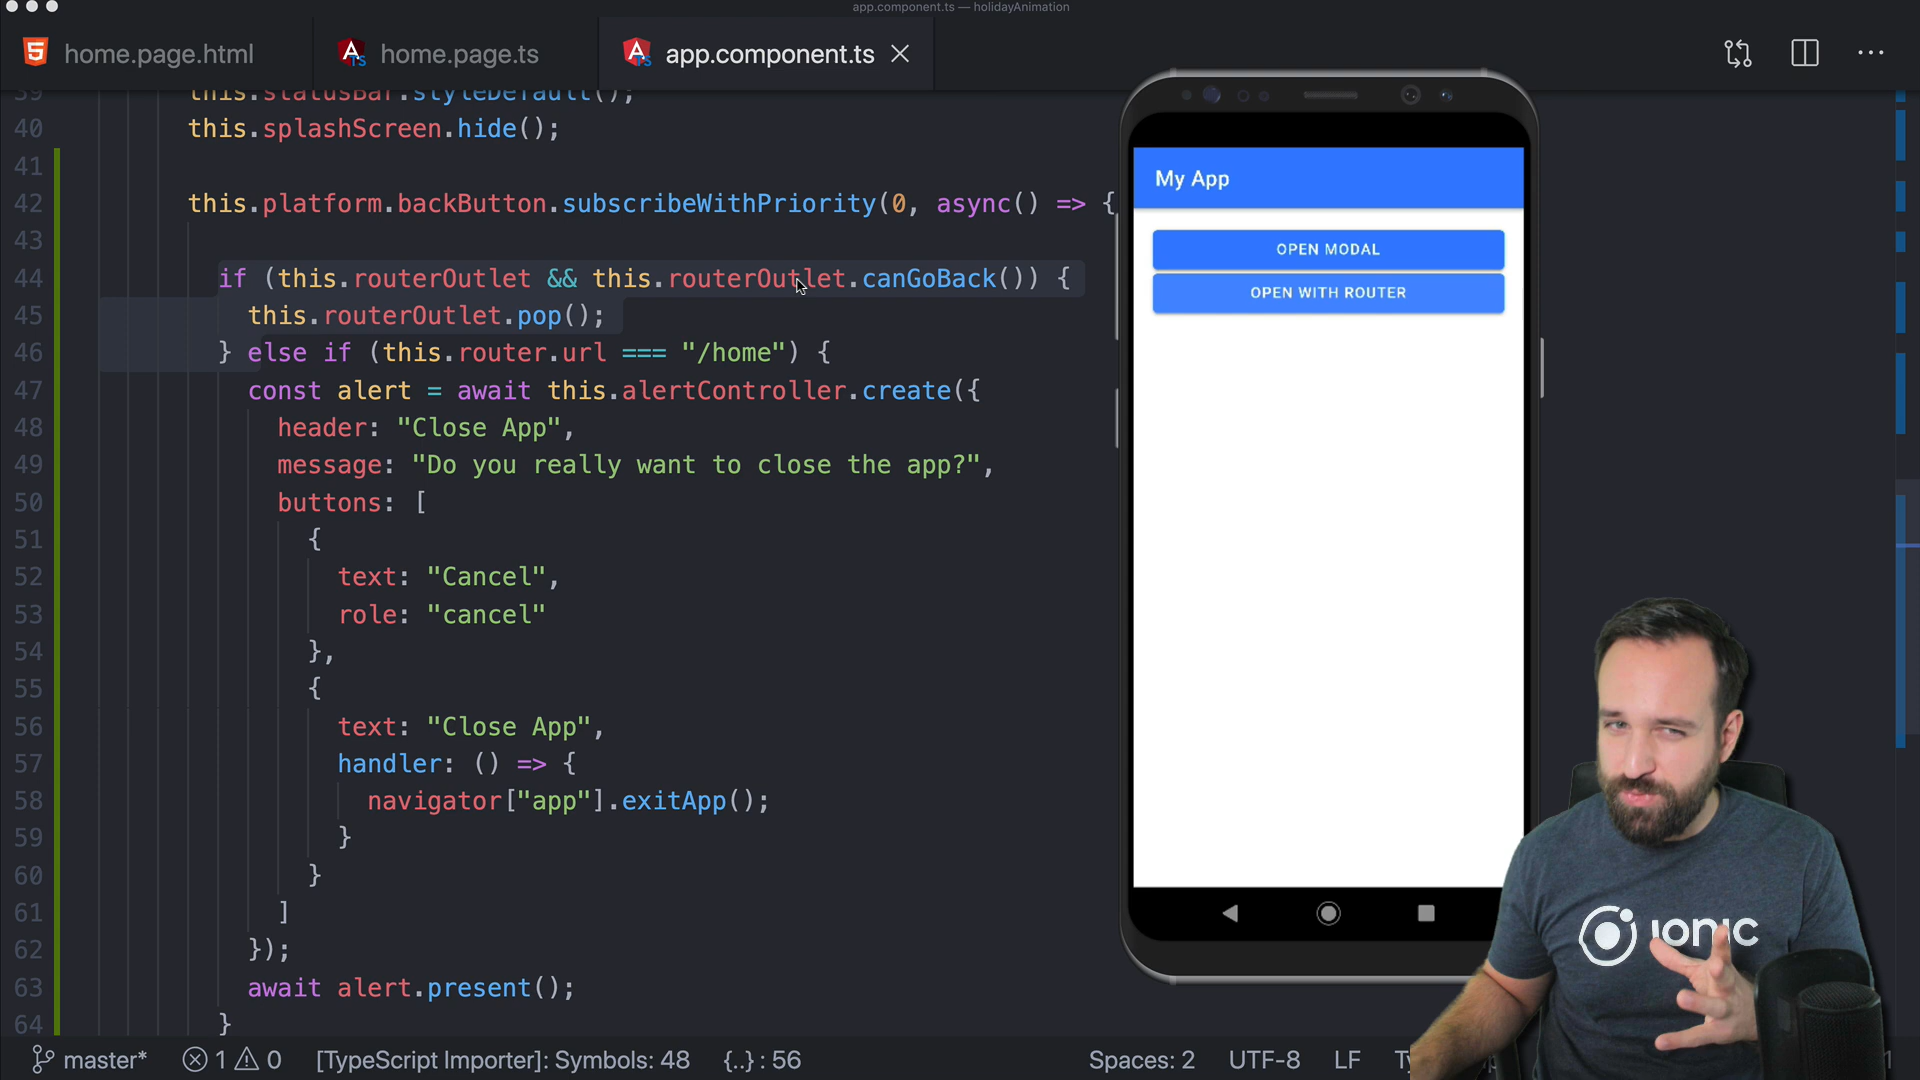 app.component.ts — holidayAnimation
home.page.html
home.page.ts
app.component.ts
39 this.statusBar.styleDefault();
40 this.splashScreen.hide();
41
42 this.platform.backButton.subscribeWithPriority(0, async() => {
43
44 if (this.routerOutlet && this.routerOutlet.canGoBack()) {
45 this.routerOutlet.pop();
46 } else if (this.router.url === "/home") {
47 const alert = await this.alertController.create({
48 header: "Close App",
49 message: "Do you really want to close the app?",
50 buttons: [
51 {
52 text: "Cancel",
53 role: "cancel"
54 },
55 {
56 text: "Close App",
57 handler: () => {
58 navigator["app"].exitApp();
59 }
60 }
61 ]
62 });
63 await alert.present();
64 }
My App
OPEN MODAL
OPEN WITH ROUTER
ionic
master* 1 0 [TypeScript Importer]: Symbols: 48 {..} : 56 Spaces: 2 UTF-8 LF